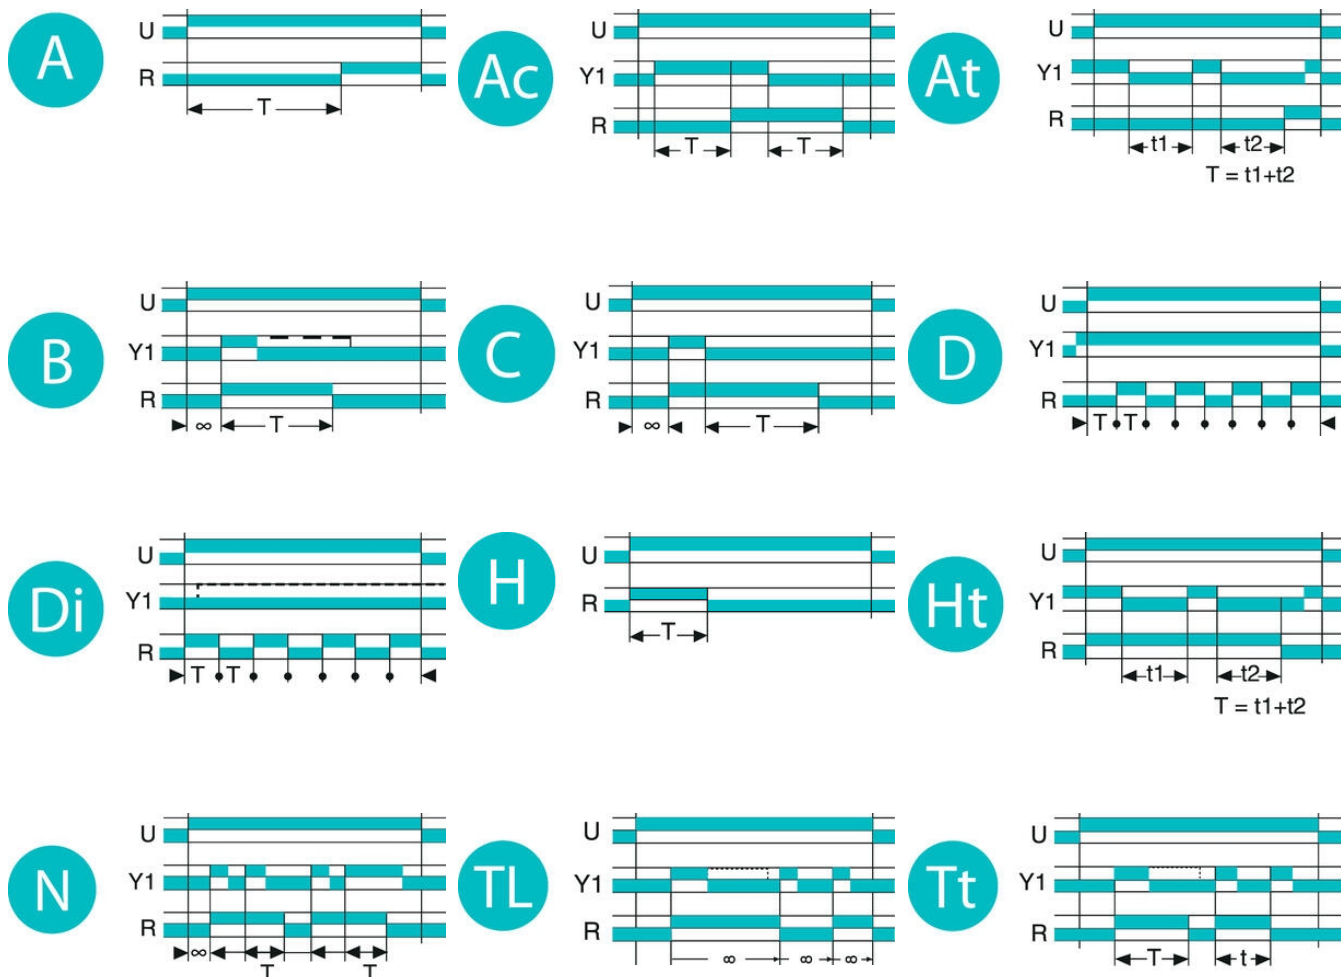 A
U
R
T
Ac
U
Y1
R
T T
At
U
Y1
R
t1 t2
T = t1+t2
B
U
Y1
R
∞ T
C
U
Y1
R
∞ T
D
U
Y1
R
T T
Di
U
Y1
R
T T
H
U
R
T
Ht
U
Y1
R
t1 t2
T = t1+t2
N
U
Y1
R
∞
T T
TL
U
Y1
R
∞ ∞ ∞
Tt
U
Y1
R
T t